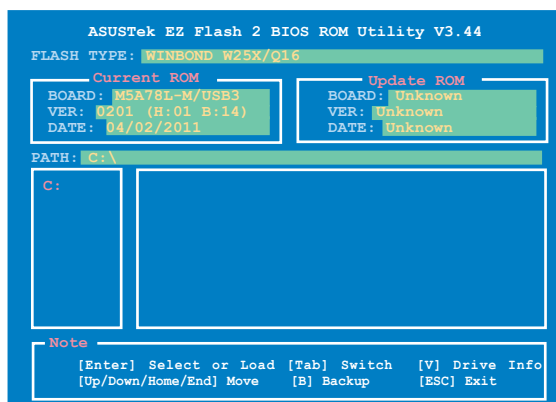 ASUSTek EZ Flash 2 BIOS ROM Utility V3.44
FLASH TYPE: WINBOND W25X/Q16
Current ROM
BOARD: M5A78L-M/USB3
VER: 0201 (H:01 B:14)
DATE: 04/02/2011
Update ROM
BOARD: Unknown
VER: Unknown
DATE: Unknown
PATH: C:\
C:
Note
[Enter] Select or Load [Tab] Switch [V] Drive Info
[Up/Down/Home/End] Move [B] Backup [ESC] Exit